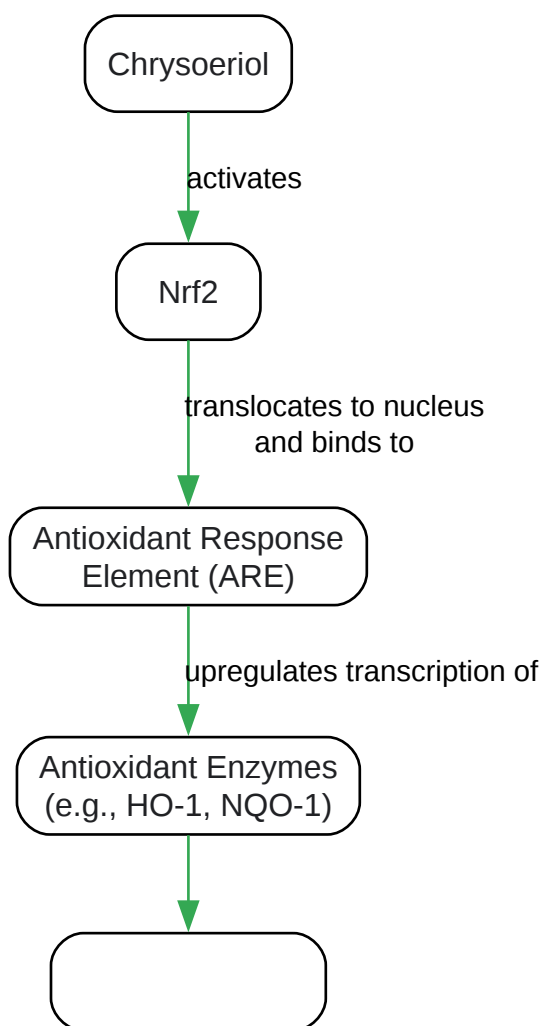 Chrysoeriol
activates
Nrf2
translocates to nucleus
and binds to
Antioxidant Response
Element (ARE)
upregulates transcription of
Antioxidant Enzymes
(e.g., HO-1, NQO-1)